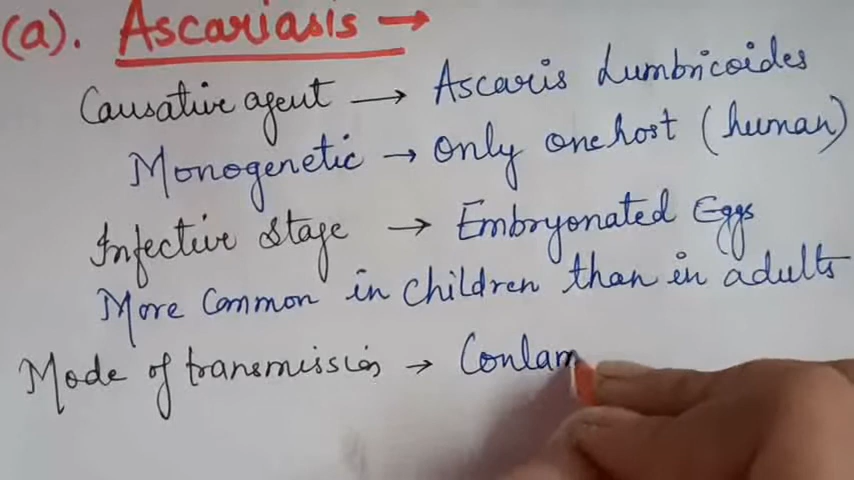 (a). Ascariasis →
Causative agent → Ascaris Lumbricoides
Monogenetic → Only one host (human)
Infective Stage → Embryonated Eggs
More Common in Children than in adults
Mode of transmission → Contam